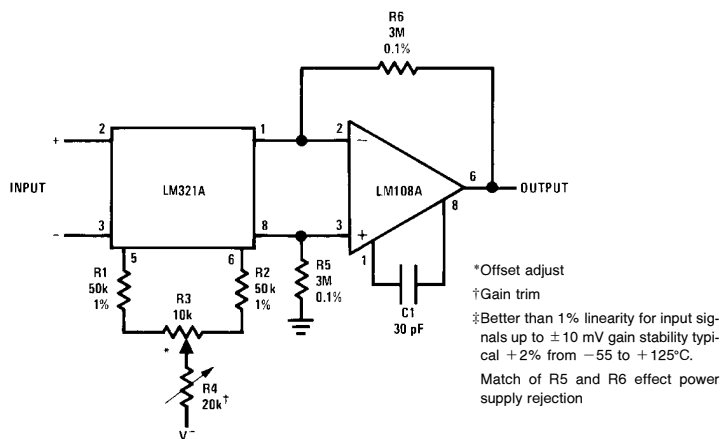 R6
3M
0.1%
2
1
2
6
+
−
INPUT
LM321A
LM108A
OUTPUT
8
−
3
8
3
+
5
6
1
R1
50k
1%
R2
50k
1%
R5
3M
0.1%
R3
10k
C1
30 pF
*
R4
20k†
V−
*Offset adjust
†Gain trim
‡Better than 1% linearity for input sig-
nals up to ±10 mV gain stability typi-
cal +2% from −55 to +125°C.
Match of R5 and R6 effect power
supply rejection